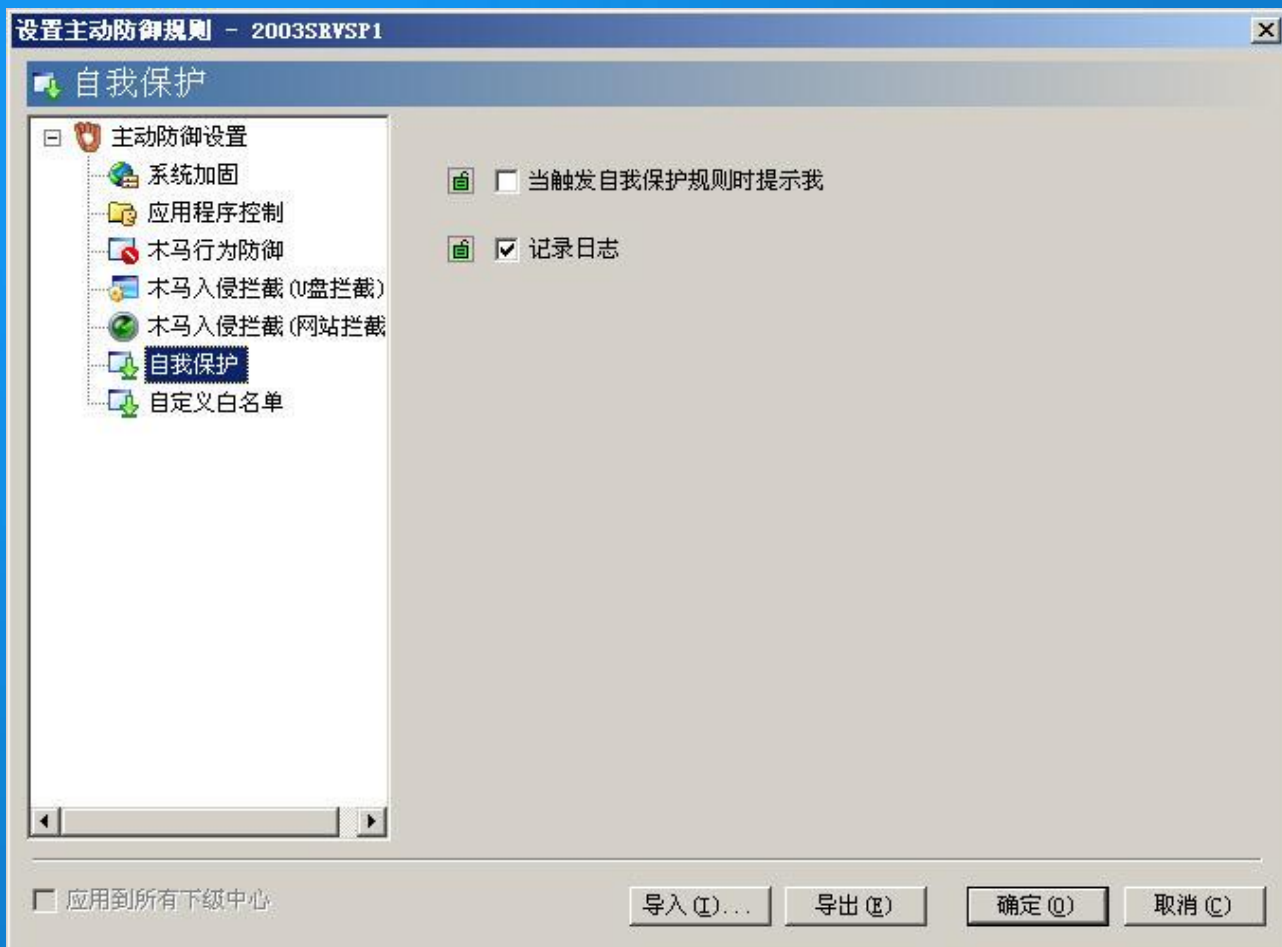 设置主动防御规则 - 2003SRVSP1
自我保护
主动防御设置
系统加固
应用程序控制
木马行为防御
木马入侵拦截(U盘拦截)
木马入侵拦截(网站拦截
自我保护
自定义白名单
当触发自我保护规则时提示我
记录日志
应用到所有下级中心
导入(I)...
导出(E)
确定(O)
取消(C)